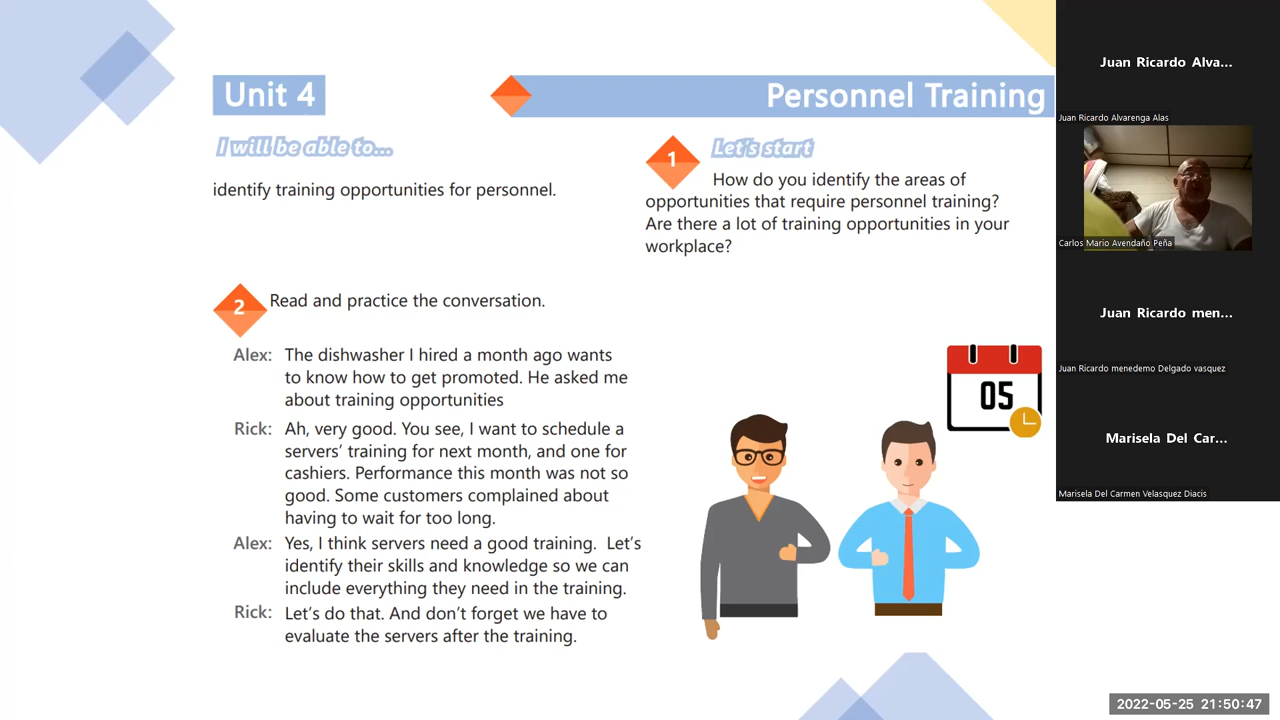 Unit 4
Personnel Training
I will be able to...
identify training opportunities for personnel.
1
Let's start
How do you identify the areas of
opportunities that require personnel training?
Are there a lot of training opportunities in your
workplace?
2
Read and practice the conversation.
Alex: The dishwasher I hired a month ago wants
to know how to get promoted. He asked me
about training opportunities
Rick: Ah, very good. You see, I want to schedule a
servers’ training for next month, and one for
cashiers. Performance this month was not so
good. Some customers complained about
having to wait for too long.
Alex: Yes, I think servers need a good training. Let’s
identify their skills and knowledge so we can
include everything they need in the training.
Rick: Let’s do that. And don’t forget we have to
evaluate the servers after the training.
05
Juan Ricardo Alva...
Juan Ricardo Alvarenga Alas
Carlos Mario Avendaño Peña
Juan Ricardo men...
Juan Ricardo menedemo Delgado vasquez
Marisela Del Car...
Marisela Del Carmen Velasquez Diacis
2022-05-25 21:50:47